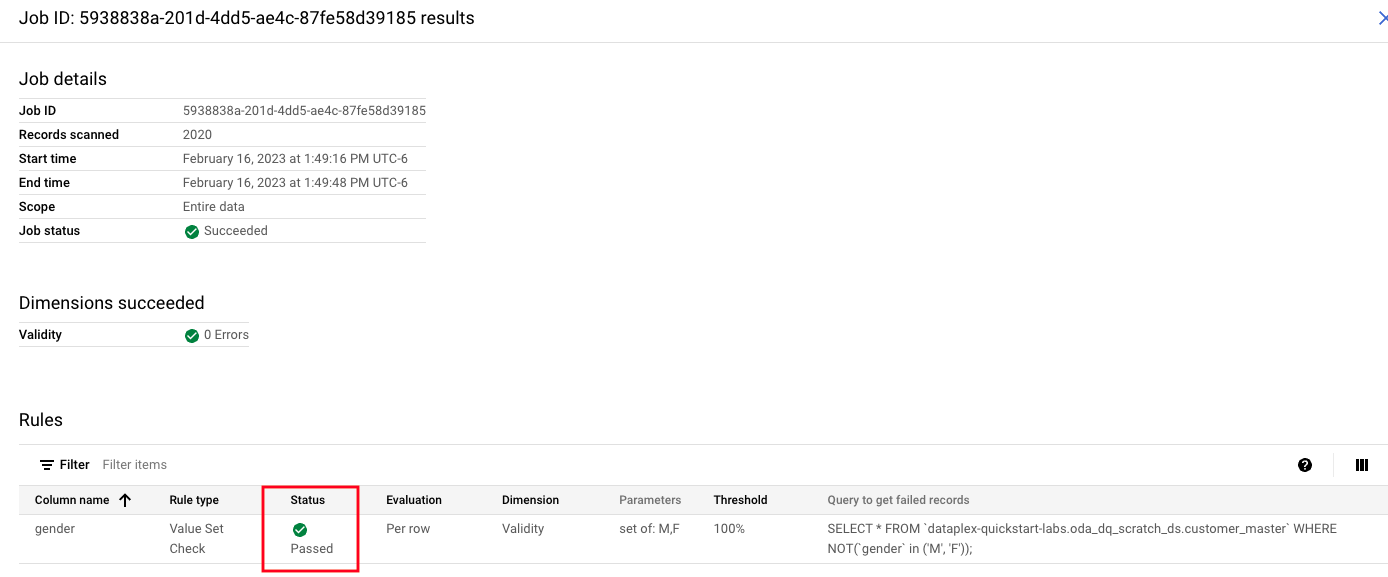 Job ID: 5938838a-201d-4dd5-ae4c-87fe58d39185 results
Job details
Job ID 5938838a-201d-4dd5-ae4c-87fe58d39185
Records scanned 2020
Start time February 16, 2023 at 1:49:16 PM UTC-6
End time February 16, 2023 at 1:49:48 PM UTC-6
Scope Entire data
Job status Succeeded
Dimensions succeeded
Validity 0 Errors
Rules
Filter Filter items
Column name Rule type Status Evaluation Dimension Parameters Threshold Query to get failed records
gender Value Set Per row Validity set of: M,F 100% SELECT * FROM `dataplex-quickstart-labs.oda_dq_scratch_ds.customer_master` WHERE
Check Passed NOT(`gender` in ('M', 'F'));